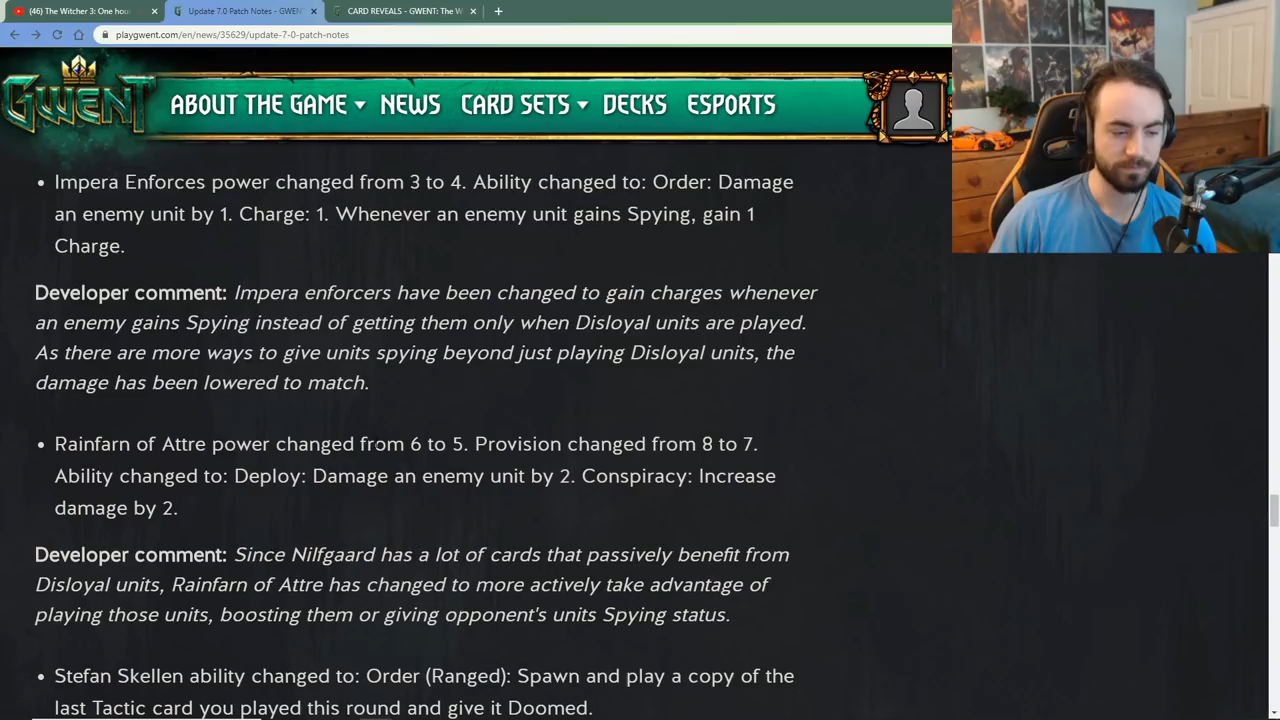 (46) The Witcher 3: One hou
Update 7.0 Patch Notes - GWENT
CARD REVEALS - GWENT: The W
playgwent.com/en/news/35629/update-7-0-patch-notes
GWENT
ABOUT THE GAME NEWS CARD SETS DECKS ESPORTS
• Impera Enforces power changed from 3 to 4. Ability changed to: Order: Damage
an enemy unit by 1. Charge: 1. Whenever an enemy unit gains Spying, gain 1
Charge.
Developer comment: Impera enforcers have been changed to gain charges whenever
an enemy gains Spying instead of getting them only when Disloyal units are played.
As there are more ways to give units spying beyond just playing Disloyal units, the
damage has been lowered to match.
• Rainfarn of Attre power changed from 6 to 5. Provision changed from 8 to 7.
Ability changed to: Deploy: Damage an enemy unit by 2. Conspiracy: Increase
damage by 2.
Developer comment: Since Nilfgaard has a lot of cards that passively benefit from
Disloyal units, Rainfarn of Attre has changed to more actively take advantage of
playing those units, boosting them or giving opponent's units Spying status.
• Stefan Skellen ability changed to: Order (Ranged): Spawn and play a copy of the
last Tactic card you played this round and give it Doomed.